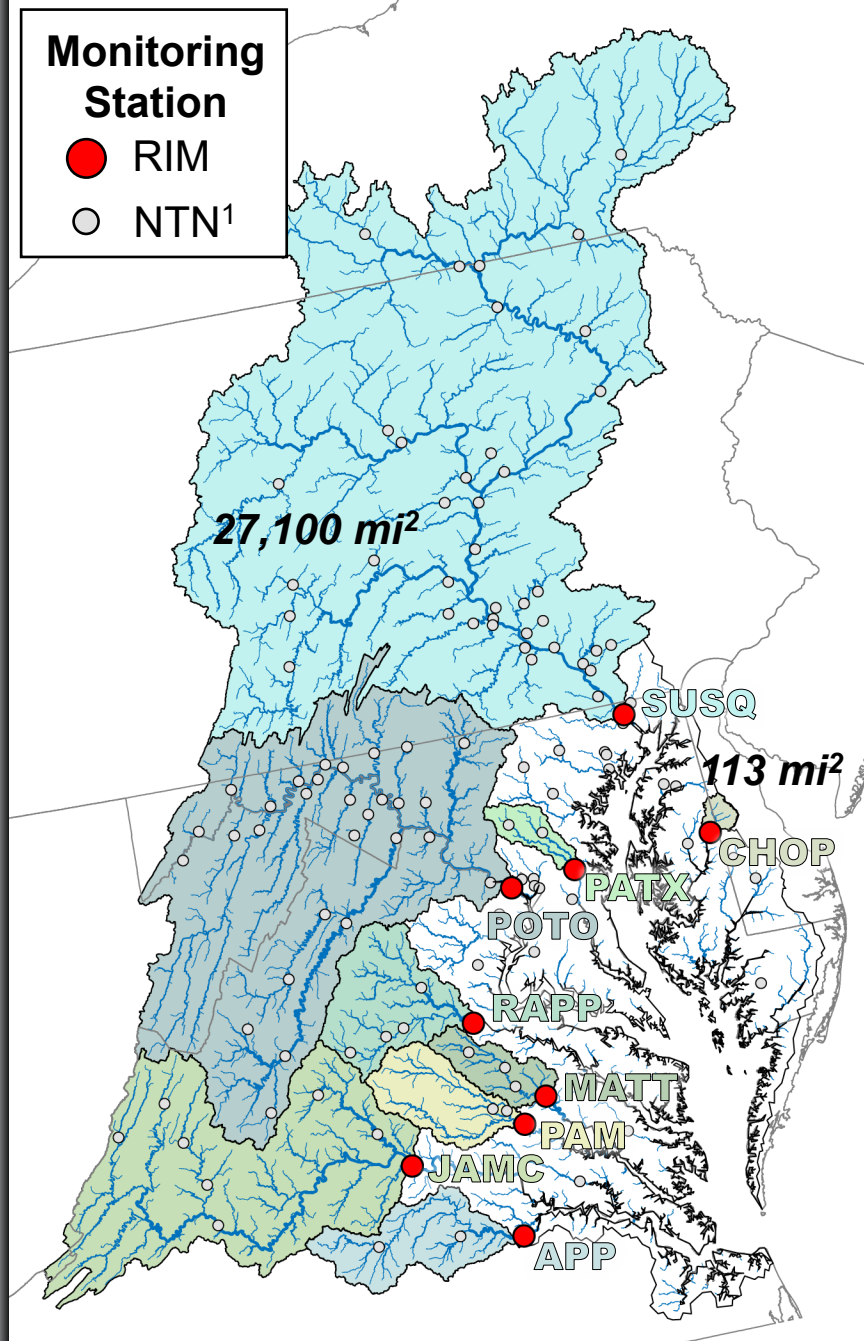 Monitoring
Station
RIM
NTN¹
27,100 mi²
SUSQ
113 mi²
CHOP
PATX
POTO
RAPP
MATT
PAM
JAMC
APP